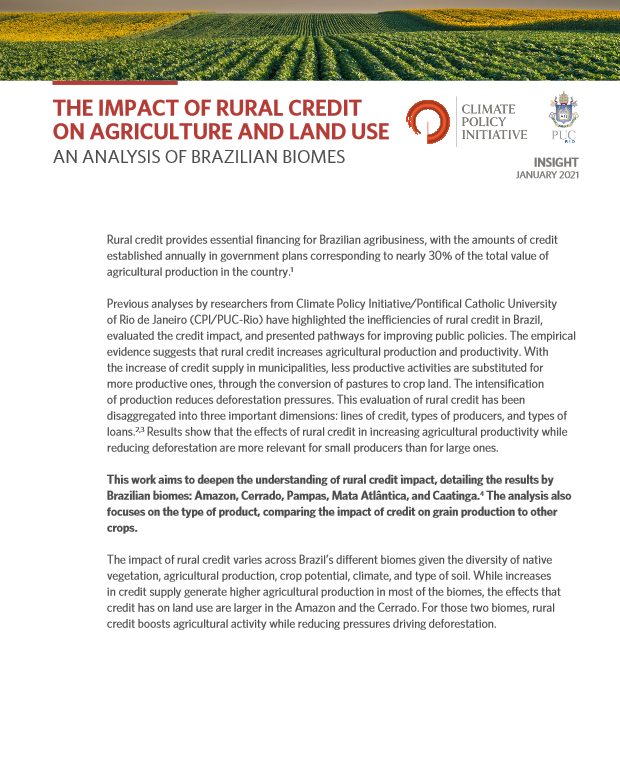 THE IMPACT OF RURAL CREDIT
ON AGRICULTURE AND LAND USE
AN ANALYSIS OF BRAZILIAN BIOMES
CLIMATE
POLICY
INITIATIVE
PUC
RIO
INSIGHT
JANUARY 2021
Rural credit provides essential financing for Brazilian agribusiness, with the amounts of credit
established annually in government plans corresponding to nearly 30% of the total value of
agricultural production in the country.¹
Previous analyses by researchers from Climate Policy Initiative/Pontifical Catholic University
of Rio de Janeiro (CPI/PUC-Rio) have highlighted the inefficiencies of rural credit in Brazil,
evaluated the credit impact, and presented pathways for improving public policies. The empirical
evidence suggests that rural credit increases agricultural production and productivity. With
the increase of credit supply in municipalities, less productive activities are substituted for
more productive ones, through the conversion of pastures to crop land. The intensification
of production reduces deforestation pressures. This evaluation of rural credit has been
disaggregated into three important dimensions: lines of credit, types of producers, and types of
loans.²,³ Results show that the effects of rural credit in increasing agricultural productivity while
reducing deforestation are more relevant for small producers than for large ones.
This work aims to deepen the understanding of rural credit impact, detailing the results by
Brazilian biomes: Amazon, Cerrado, Pampas, Mata Atlântica, and Caatinga.⁴ The analysis also
focuses on the type of product, comparing the impact of credit on grain production to other
crops.
The impact of rural credit varies across Brazil's different biomes given the diversity of native
vegetation, agricultural production, crop potential, climate, and type of soil. While increases
in credit supply generate higher agricultural production in most of the biomes, the effects that
credit has on land use are larger in the Amazon and the Cerrado. For those two biomes, rural
credit boosts agricultural activity while reducing pressures driving deforestation.